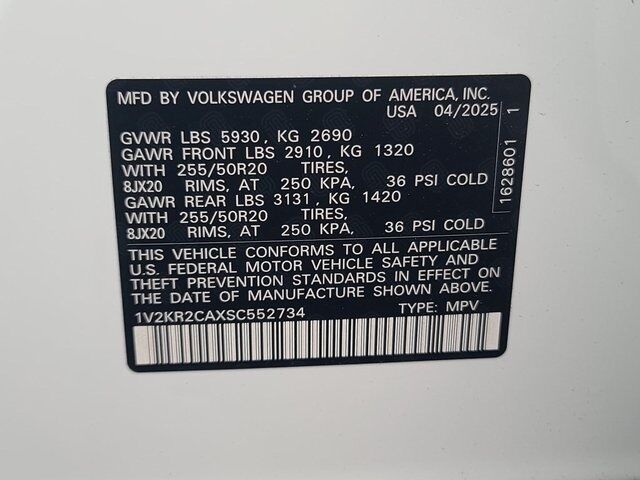 MFD BY VOLKSWAGEN GROUP OF AMERICA, INC.
USA 04/2025
GVWR LBS 5930, KG 2690
GAWR FRONT LBS 2910, KG 1320
WITH 255/50R20 TIRES,
8JX20 RIMS, AT 250 KPA, 36 PSI COLD
GAWR REAR LBS 3131, KG 1420
WITH 255/50R20 TIRES,
8JX20 RIMS, AT 250 KPA, 36 PSI COLD
THIS VEHICLE CONFORMS TO ALL APPLICABLE
U.S. FEDERAL MOTOR VEHICLE SAFETY AND
THEFT PREVENTION STANDARDS IN EFFECT ON
THE DATE OF MANUFACTURE SHOWN ABOVE.
1V2KR2CAXSC552734 TYPE: MPV
1628601 1